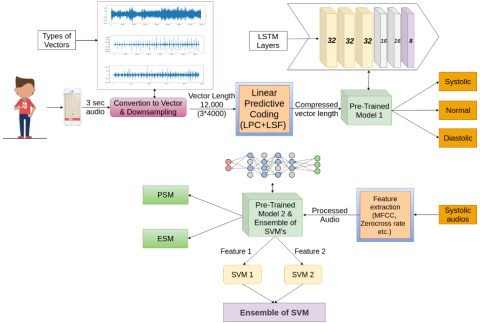 Types of
Vectors
LSTM
Layers
32
32
32
16
16
8
3 sec
audio
Convertion to Vector
& Downsampling
Vector Length
12,000
(3*4000)
Linear
Predictive
Coding
(LPC+LSF)
Compressed
vector length
Pre-Trained
Model 1
Systolic
Normal
Diastolic
PSM
ESM
Pre-Trained
Model 2 &
Ensemble of
SVM's
Processed
Audio
Feature
extraction
(MFCC,
Zerocross rate
etc.)
Systolic
audios
Feature 1
Feature 2
SVM 1
SVM 2
Ensemble of SVM